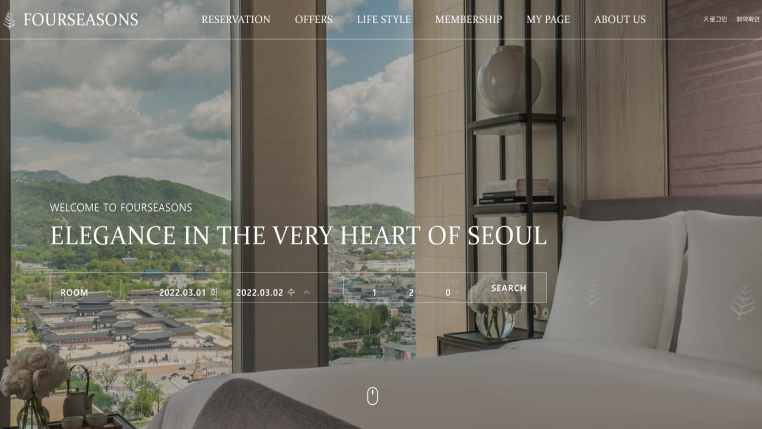 FOURSEASONS
RESERVATION OFFERS LIFE STYLE MEMBERSHIP MY PAGE ABOUT US
로그인 예약확인
WELCOME TO FOURSEASONS
ELEGANCE IN THE VERY HEART OF SEOUL
ROOM 2022.03.01 화 2022.03.02 수 1 2 0 SEARCH